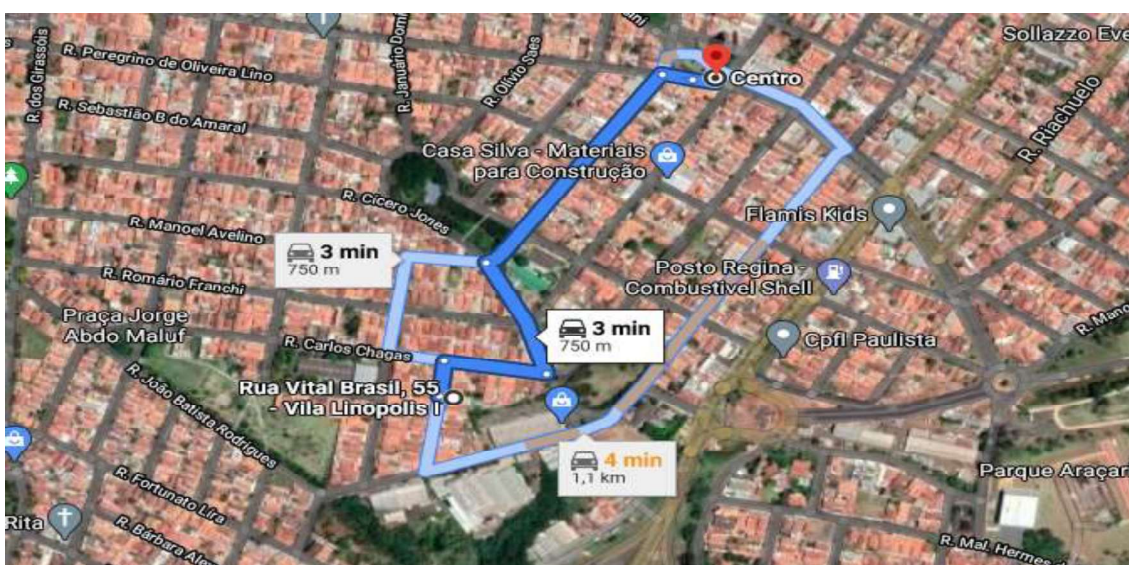 Sollazzo Eve
R. dos Girassóis
R. Peregrino de Oliveira Lino
R. Januário Domi
R. Olívio Saes
Centro
R. Riachuelo
R. Sebastião B do Amaral
Casa Silva - Materiais
para Construção
R. Cícero Jones
Flamis Kids
R. Manoel Avelino
3 min
750 m
Posto Regina -
Combustível Shell
R. Romário Franchi
Praça Jorge
Abdo Maluf
R. Mano
3 min
750 m
Cpfl Paulista
R. Carlos Chagas
Rua Vital Brasil, 55
- Vila Linopolis I
R. João Batista Rodrigues
4 min
1,1 km
Parque Araçar
R. Fortunato Lira
Rita
R. Bárbara Ale
R. Mal. Hermes d